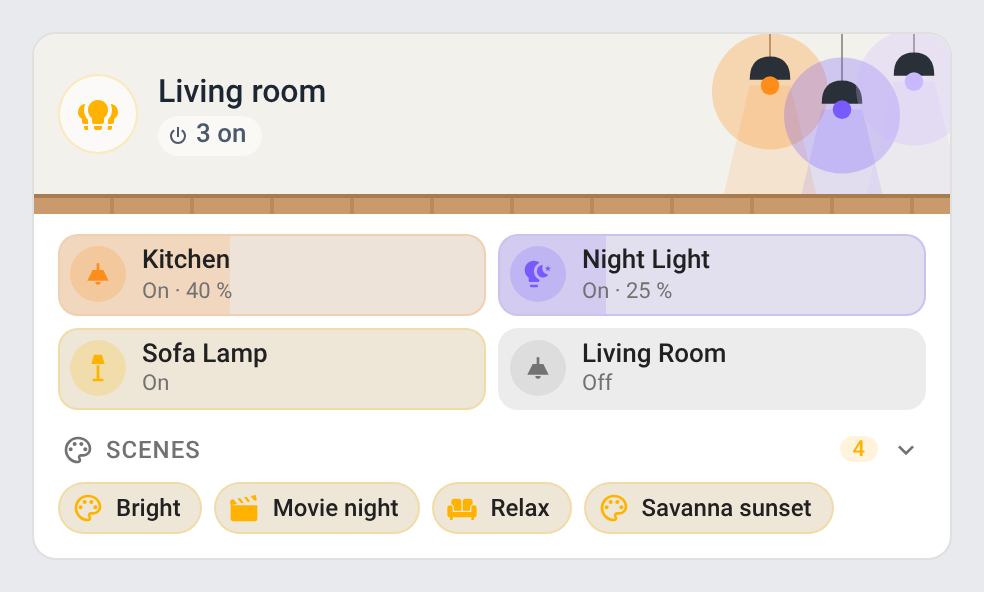 Living room
3 on
Kitchen
On · 40 %
Night Light
On · 25 %
Sofa Lamp
On
Living Room
Off
SCENES
4
Bright
Movie night
Relax
Savanna sunset